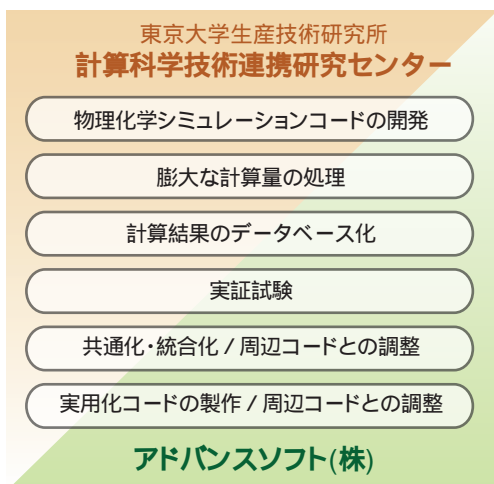 東京大学生産技術研究所
計算科学技術連携研究センター
物理化学シミュレーションコードの開発
膨大な計算量の処理
計算結果のデータベース化
実証試験
共通化・統合化 / 周辺コードとの調整
実用化コードの製作 / 周辺コードとの調整
アドバンスソフト(株)